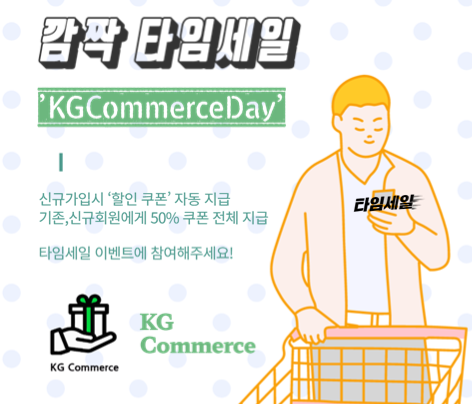 깜짝 타임세일
'KGCommerceDay'
신규가입시 ‘할인 쿠폰’ 자동 지급
기존,신규회원에게 50% 쿠폰 전체 지급
타임세일 이벤트에 참여해주세요!
타임세일
KG Commerce
KG
Commerce